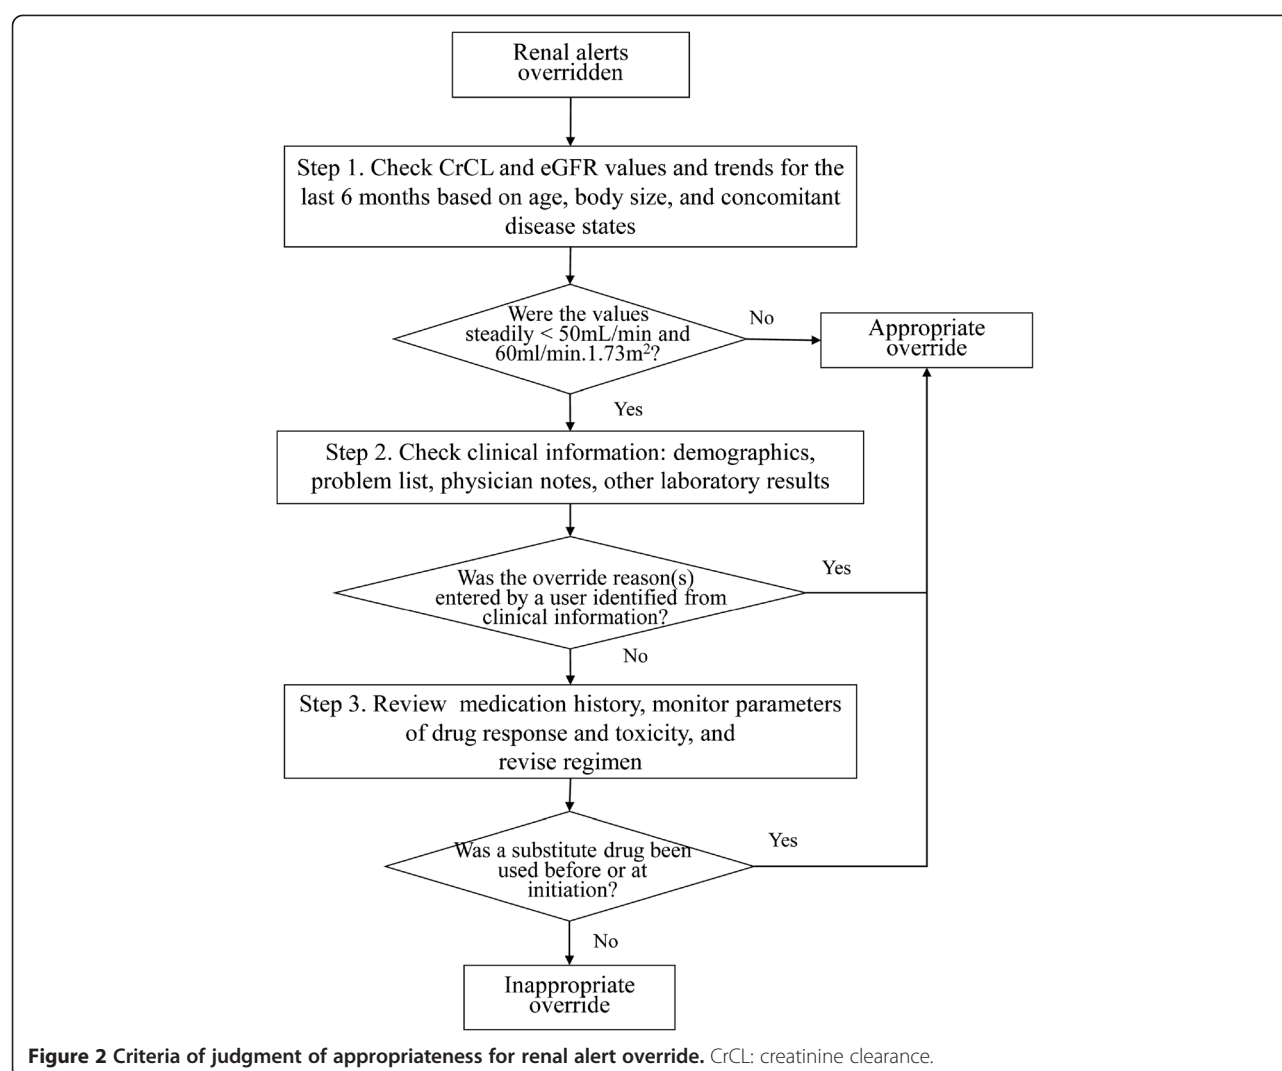 Renal alerts
overridden
Step 1. Check CrCL and eGFR values and trends for the
last 6 months based on age, body size, and concomitant
disease states
Were the values
steadily < 50mL/min and
60ml/min.1.73m²?
No
Appropriate
override
Yes
Step 2. Check clinical information: demographics,
problem list, physician notes, other laboratory results
Was the override reason(s)
entered by a user identified from
clinical information?
Yes
No
Step 3. Review medication history, monitor parameters
of drug response and toxicity, and
revise regimen
Was a substitute drug been
used before or at
initiation?
Yes
No
Inappropriate
override
Figure 2 Criteria of judgment of appropriateness for renal alert override. CrCL: creatinine clearance.